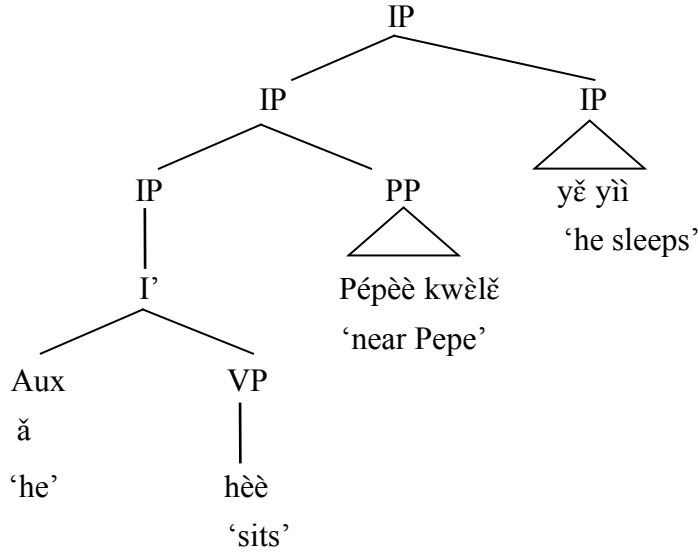 IP
IP IP
IP PP yɛ̌ yìì
‘he sleeps’
I’ Pépèè kwɛ̀lɛ̌
‘near Pepe’
Aux VP
ǎ
‘he’ hèè
‘sits’